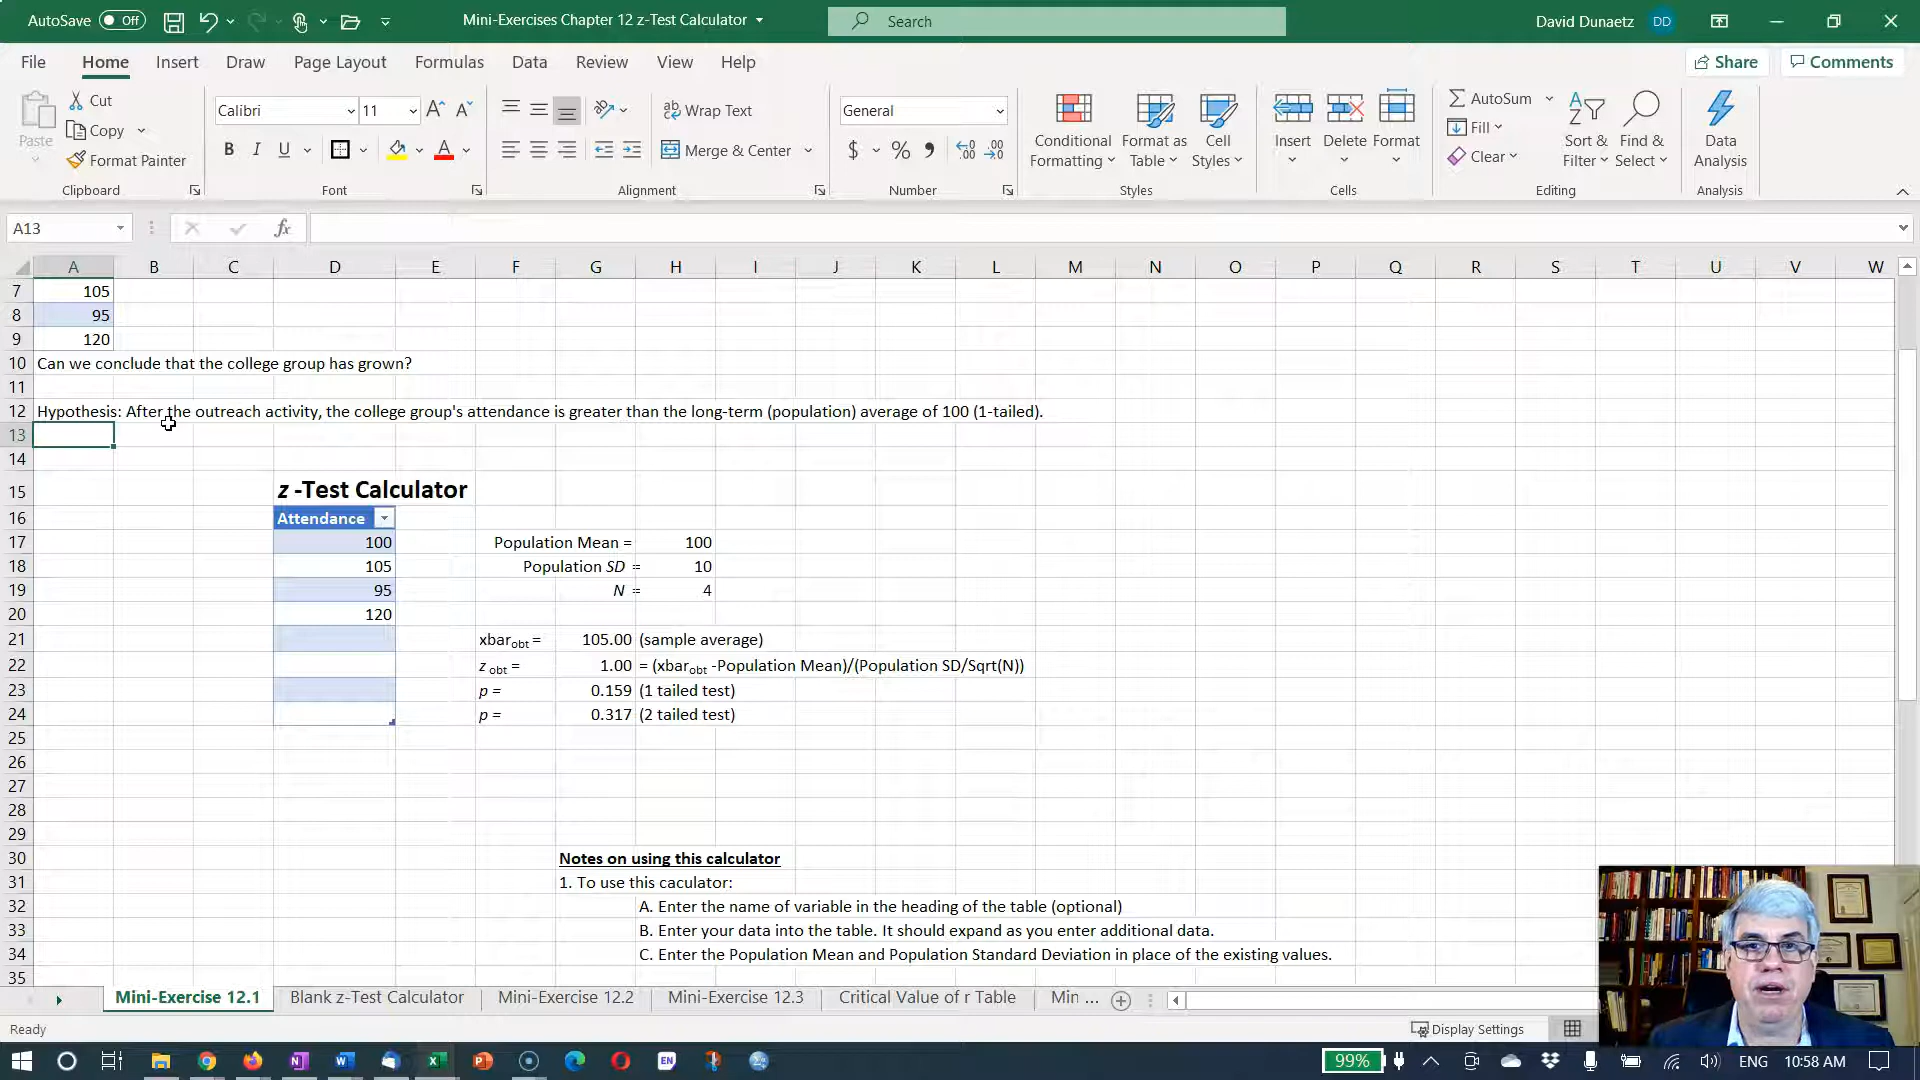 AutoSave Off
Mini-Exercises Chapter 12 z-Test Calculator
Search
David Dunaetz DD
File Home Insert Draw Page Layout Formulas Data Review View Help
Share Comments
Paste
Cut
Copy
Format Painter
Clipboard
Calibri 11
B I U
Font
Wrap Text
Merge & Center
Alignment
General
$ % 9
Number
Conditional Formatting
Format as Table
Cell Styles
Styles
Insert Delete Format
Cells
AutoSum
Fill
Clear
Sort & Filter
Find & Select
Editing
Data Analysis
Analysis
A13 fx
A B C D E F G H I J K L M N O P Q R S T U V W
7 105
8 95
9 120
10 Can we conclude that the college group has grown?
11
12 Hypothesis: After the outreach activity, the college group's attendance is greater than the long-term (population) average of 100 (1-tailed).
13
14
15 z -Test Calculator
16 Attendance
17 100 Population Mean = 100
18 105 Population SD = 10
19 95 N = 4
20 120
21 xbarobt = 105.00 (sample average)
22 z obt = 1.00 = (xbarobt -Population Mean)/(Population SD/Sqrt(N))
23 p = 0.159 (1 tailed test)
24 p = 0.317 (2 tailed test)
25
26
27
28
29
30 Notes on using this calculator
31 1. To use this caculator:
32 A. Enter the name of variable in the heading of the table (optional)
33 B. Enter your data into the table. It should expand as you enter additional data.
34 C. Enter the Population Mean and Population Standard Deviation in place of the existing values.
35
Mini-Exercise 12.1 Blank z-Test Calculator Mini-Exercise 12.2 Mini-Exercise 12.3 Critical Value of r Table Min ...
Ready
Display Settings
EN
99%
ENG 10:58 AM